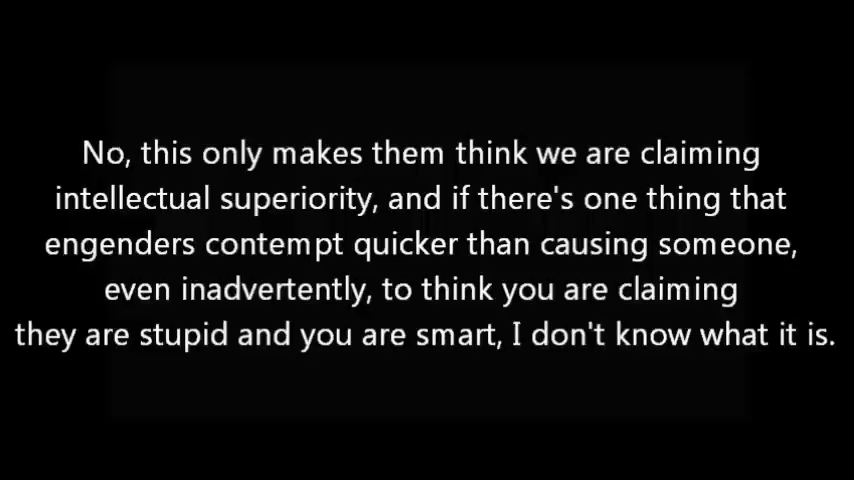 No, this only makes them think we are claiming
intellectual superiority, and if there's one thing that
engenders contempt quicker than causing someone,
even inadvertently, to think you are claiming
they are stupid and you are smart, I don't know what it is.